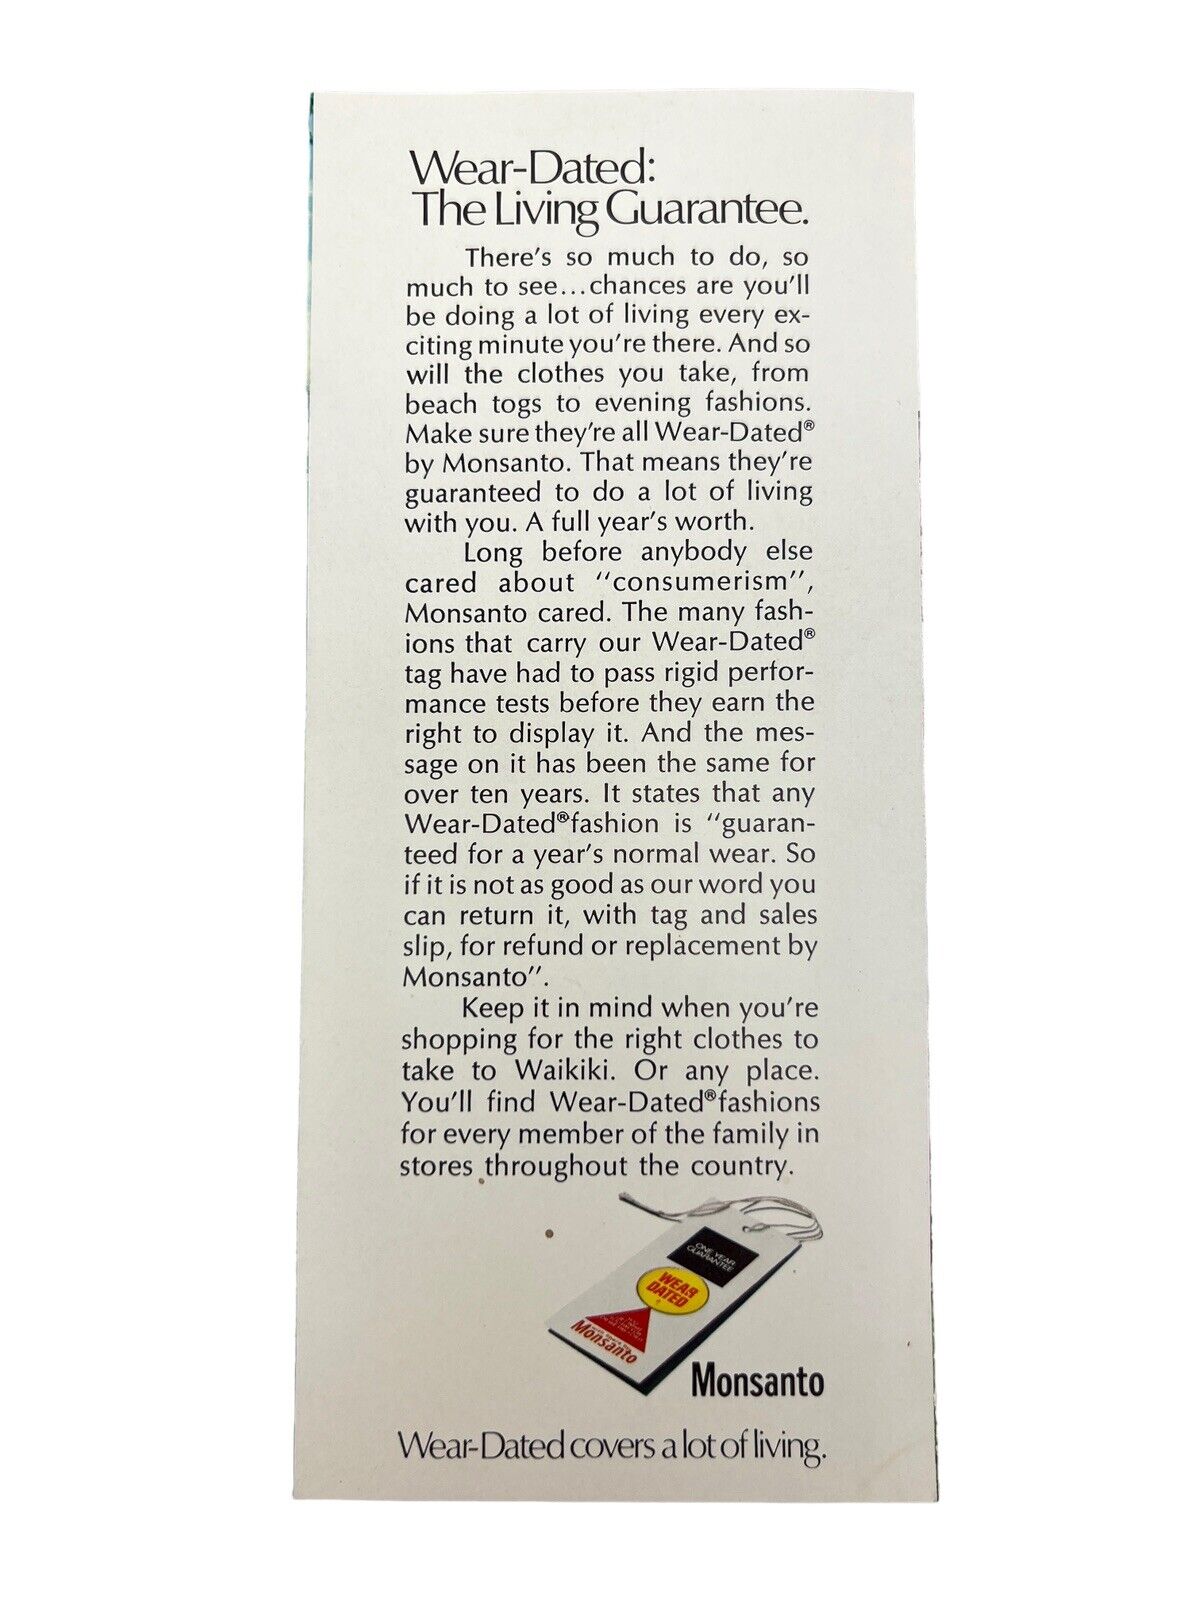 Wear-Dated:
The Living Guarantee.
There's so much to do, so
much to see...chances are you'll
be doing a lot of living every ex-
citing minute you're there. And so
will the clothes you take, from
beach togs to evening fashions.
Make sure they're all Wear-Dated®
by Monsanto. That means they're
guaranteed to do a lot of living
with you. A full year's worth.
Long before anybody else
cared about "consumerism",
Monsanto cared. The many fash-
ions that carry our Wear-Dated®
tag have had to pass rigid perfor-
mance tests before they earn the
right to display it. And the mes-
sage on it has been the same for
over ten years. It states that any
Wear-Dated® fashion is "guaran-
teed for a year's normal wear. So
if it is not as good as our word you
can return it, with tag and sales
slip, for refund or replacement by
Monsanto".
Keep it in mind when you're
shopping for the right clothes to
take to Waikiki. Or any place.
You'll find Wear-Dated® fashions
for every member of the family in
stores throughout the country.
ONE YEAR
GUARANTEE
WEAR
DATED
Monsanto
Monsanto
Wear-Dated covers a lot of living.